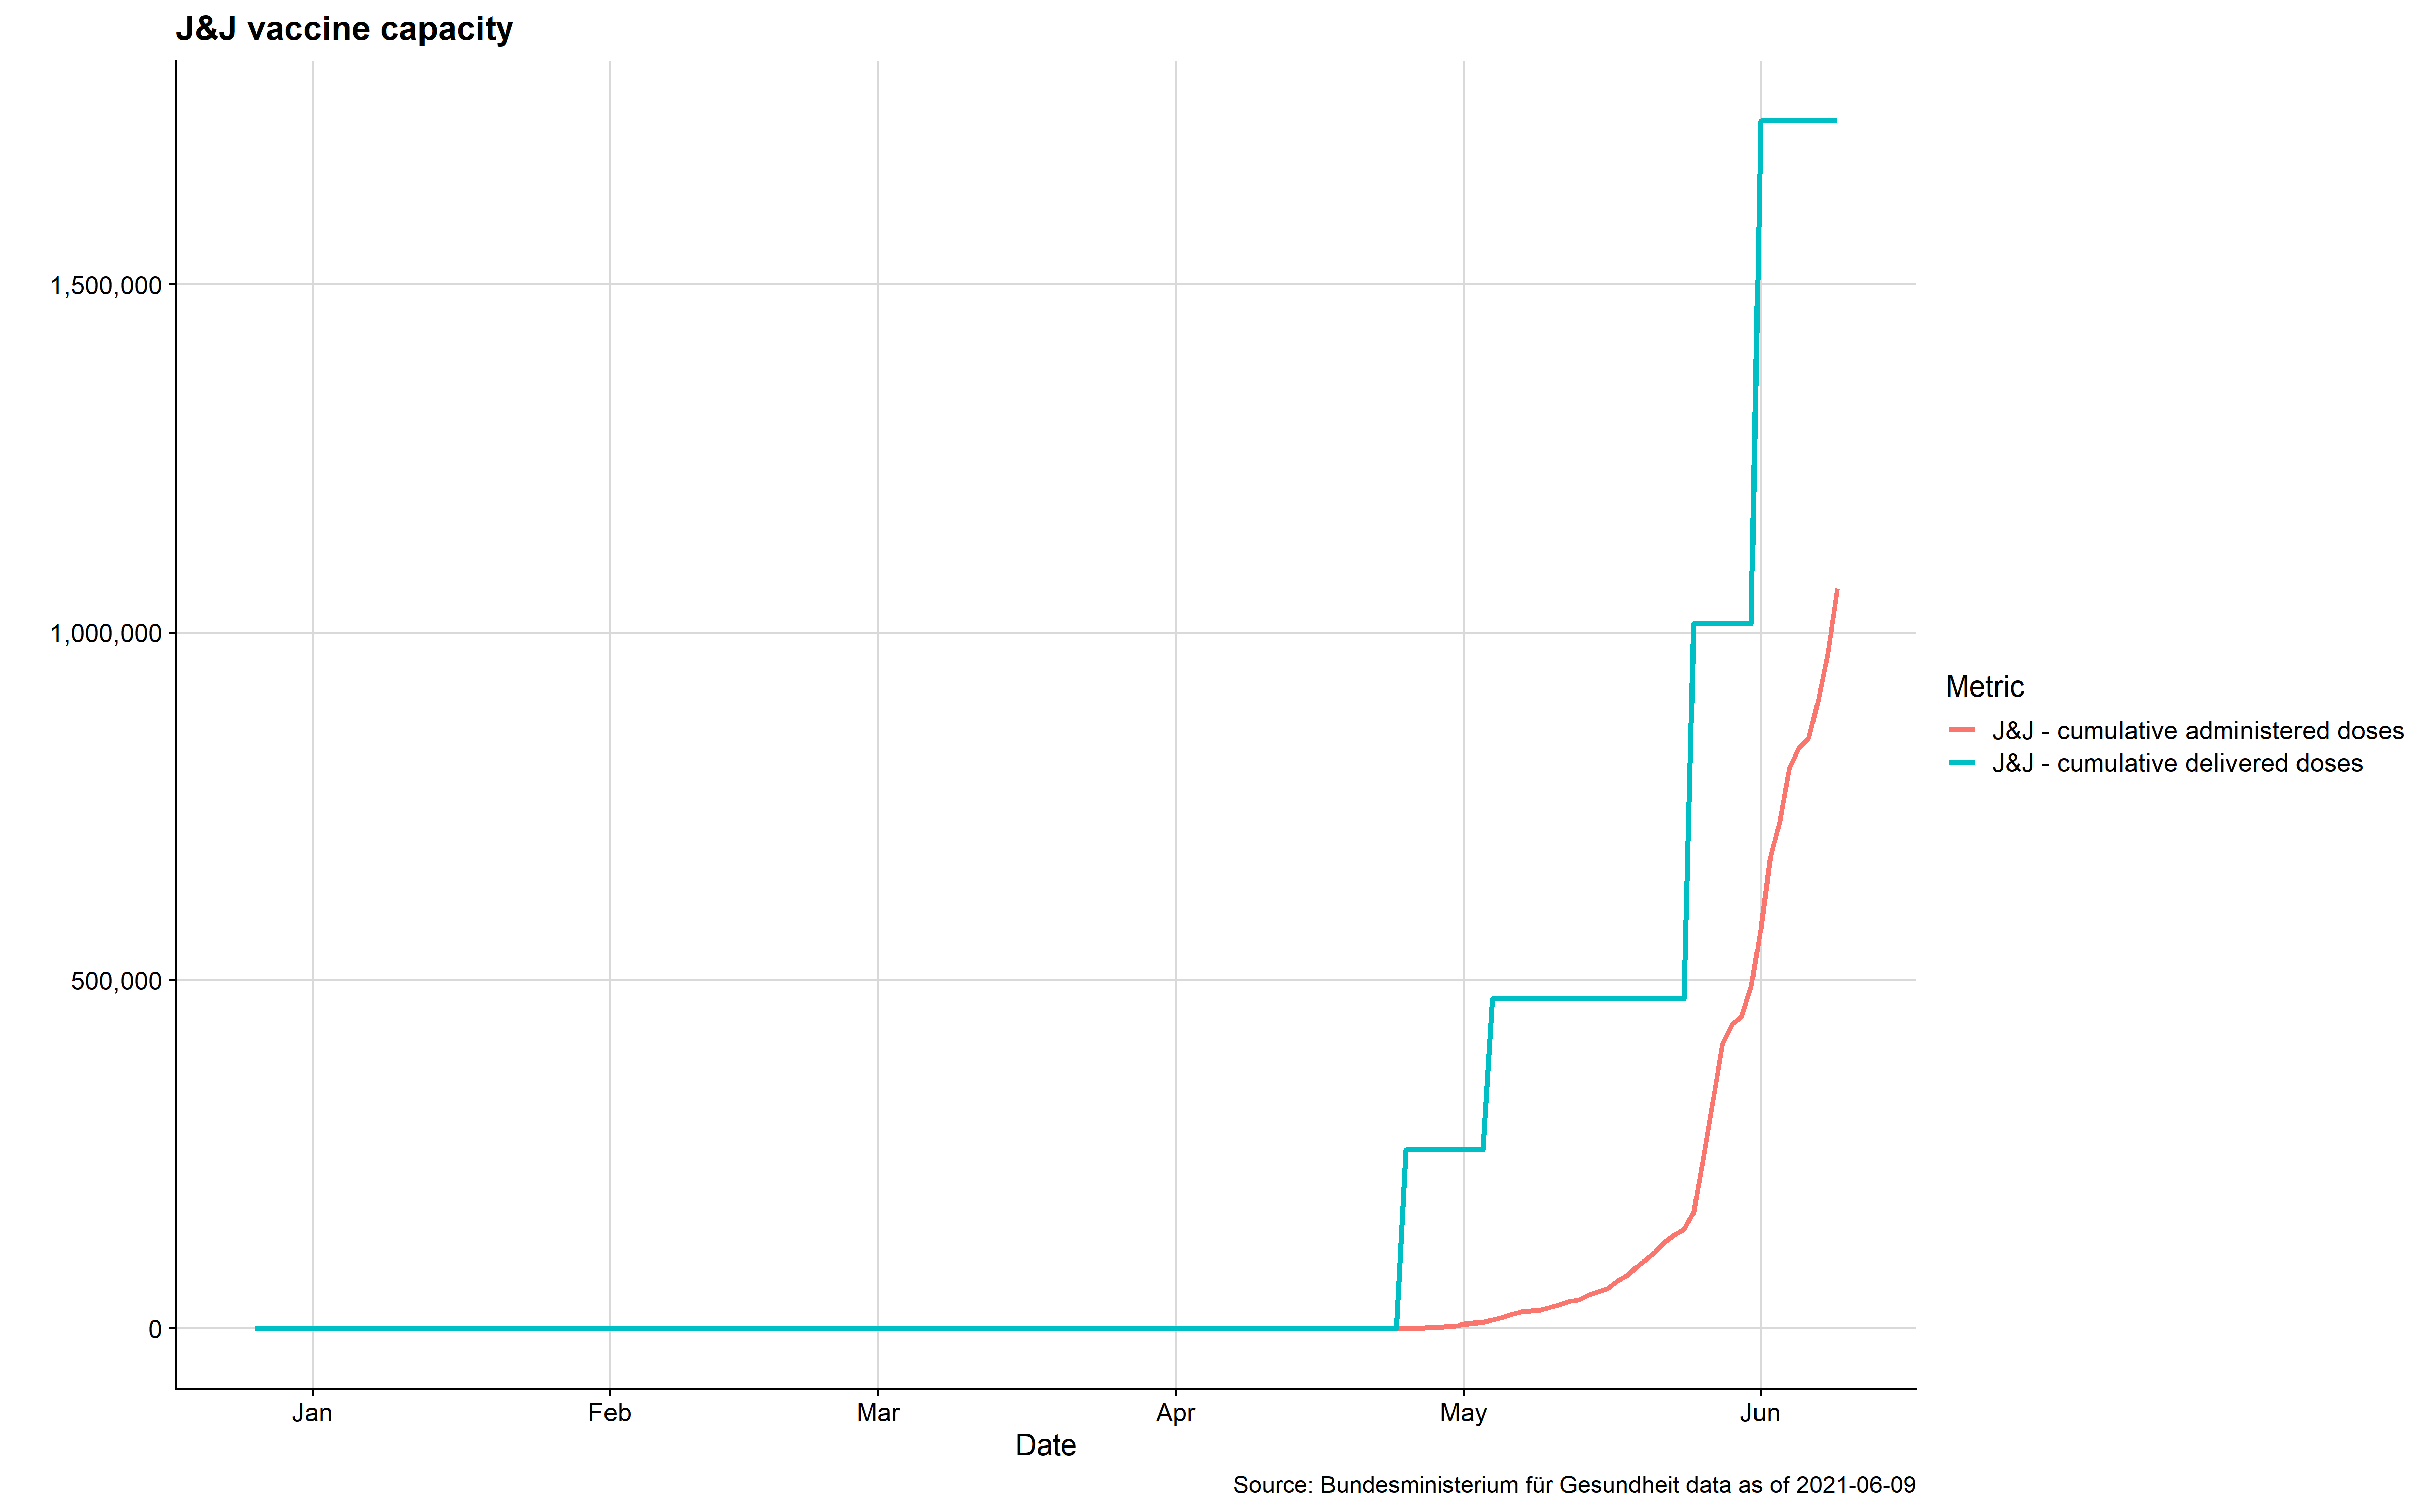 J&J vaccine capacity
1,500,000
1,000,000
500,000
0
Jan Feb Mar Apr May Jun
Date
Metric
J&J - cumulative administered doses
J&J - cumulative delivered doses
Source: Bundesministerium für Gesundheit data as of 2021-06-09